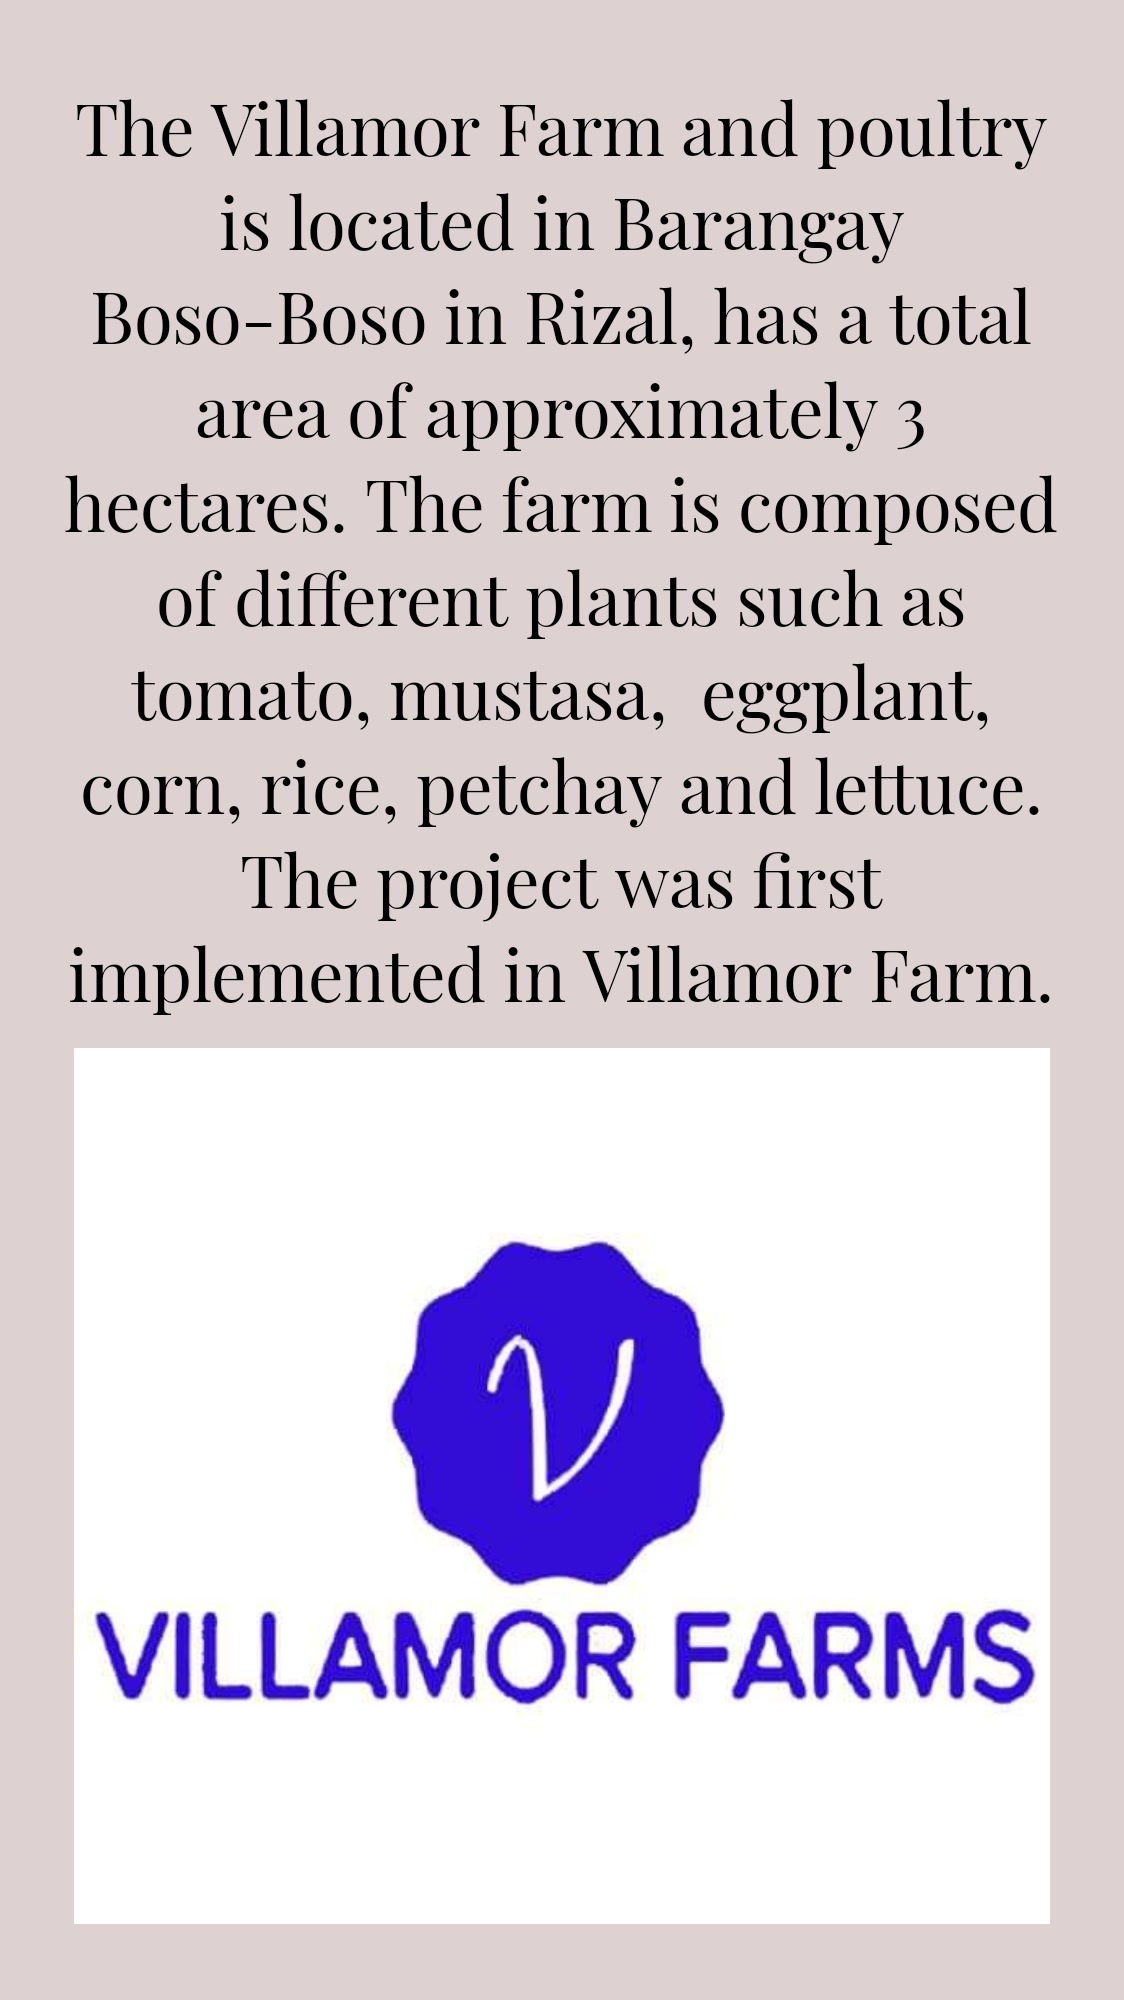 The Villamor Farm and poultry
is located in Barangay
Boso-Boso in Rizal, has a total
area of approximately 3
hectares. The farm is composed
of different plants such as
tomato, mustasa,  eggplant,
corn, rice, petchay and lettuce.
The project was first
implemented in Villamor Farm.
V
VILLAMOR FARMS